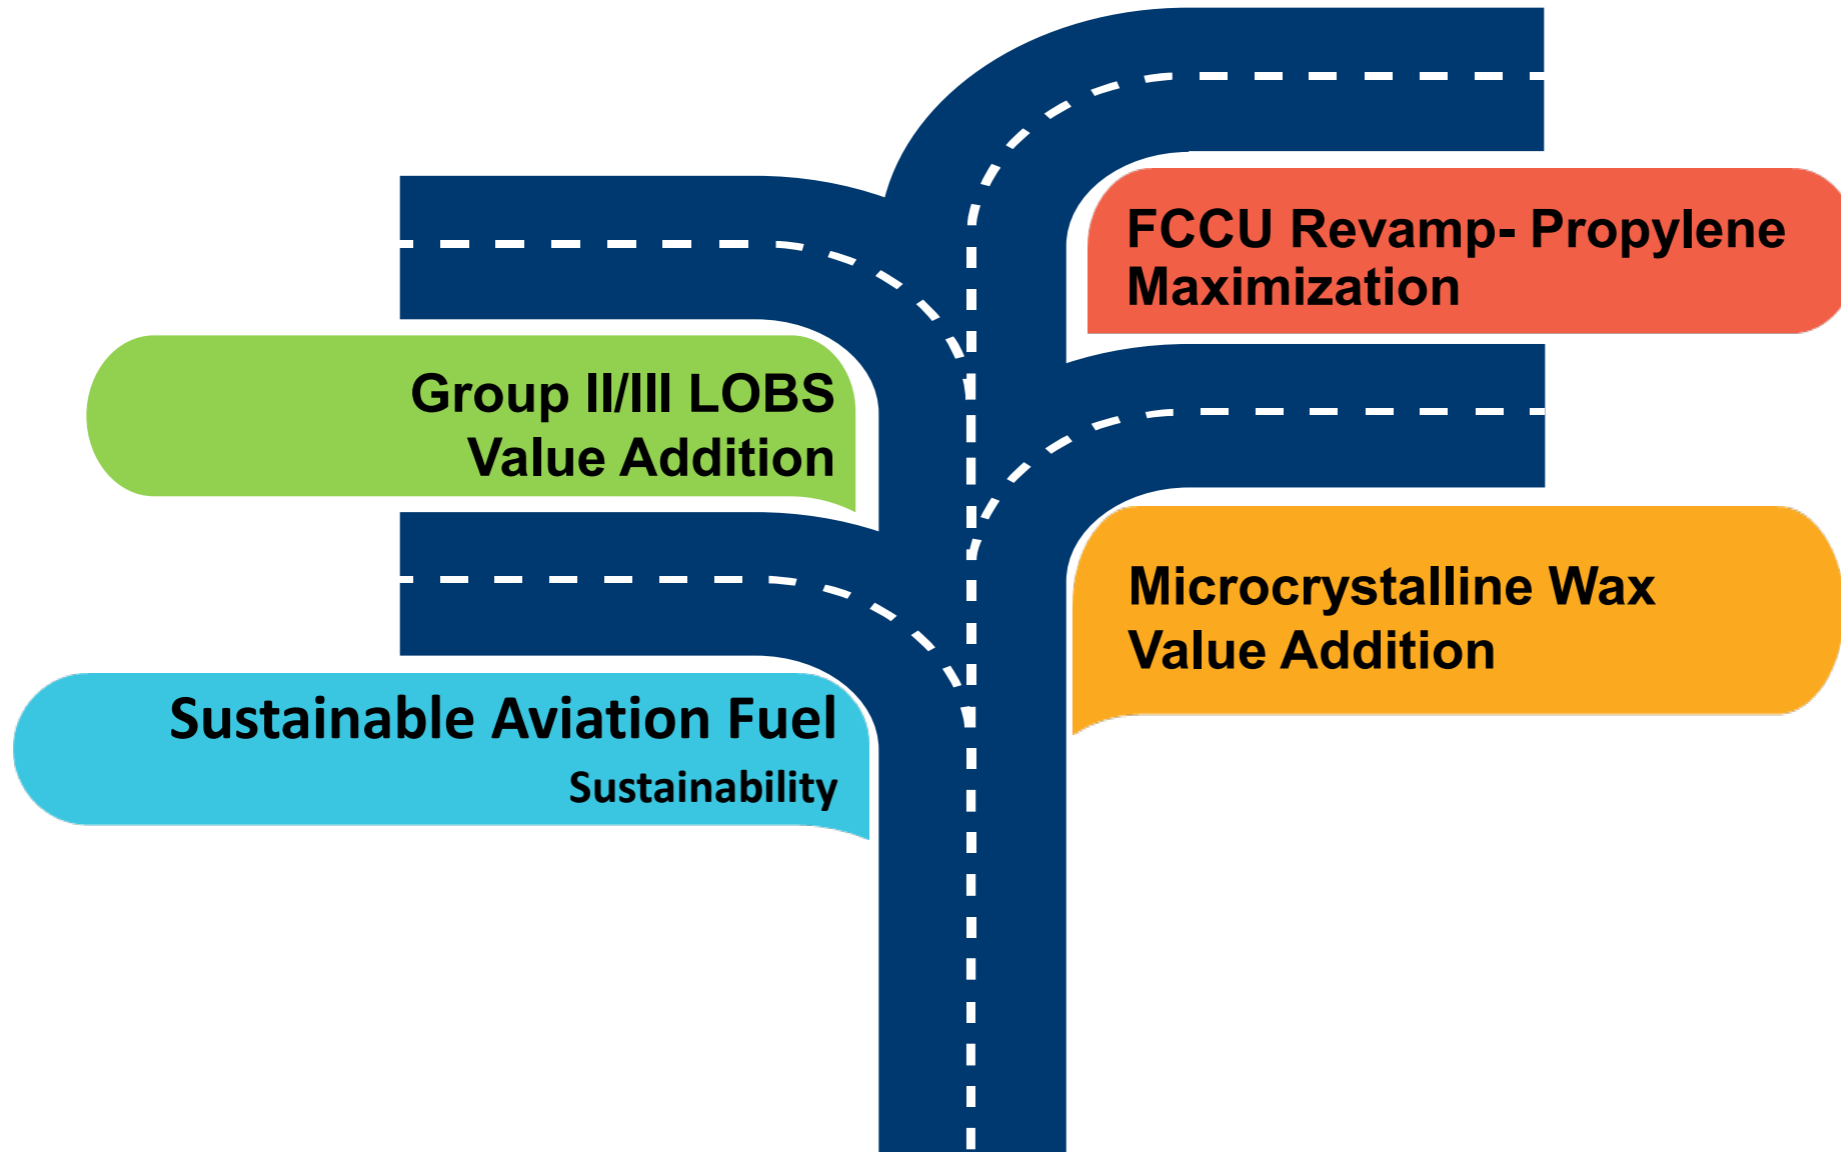 FCCU Revamp- Propylene
Maximization
Group II/III LOBS
Value Addition
Microcrystalline Wax
Value Addition
Sustainable Aviation Fuel
Sustainability